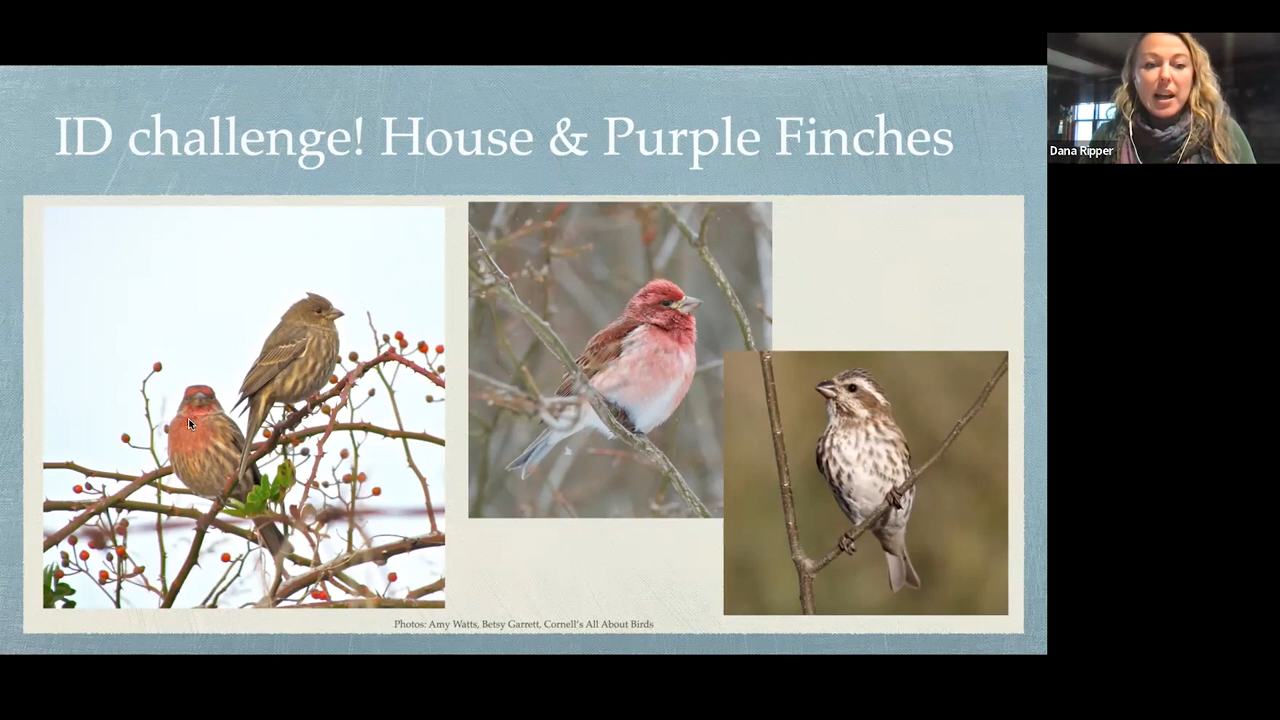 ID challenge! House & Purple Finches
Dana Ripper
Photos: Amy Watts, Betsy Garrett, Cornell's All About Birds